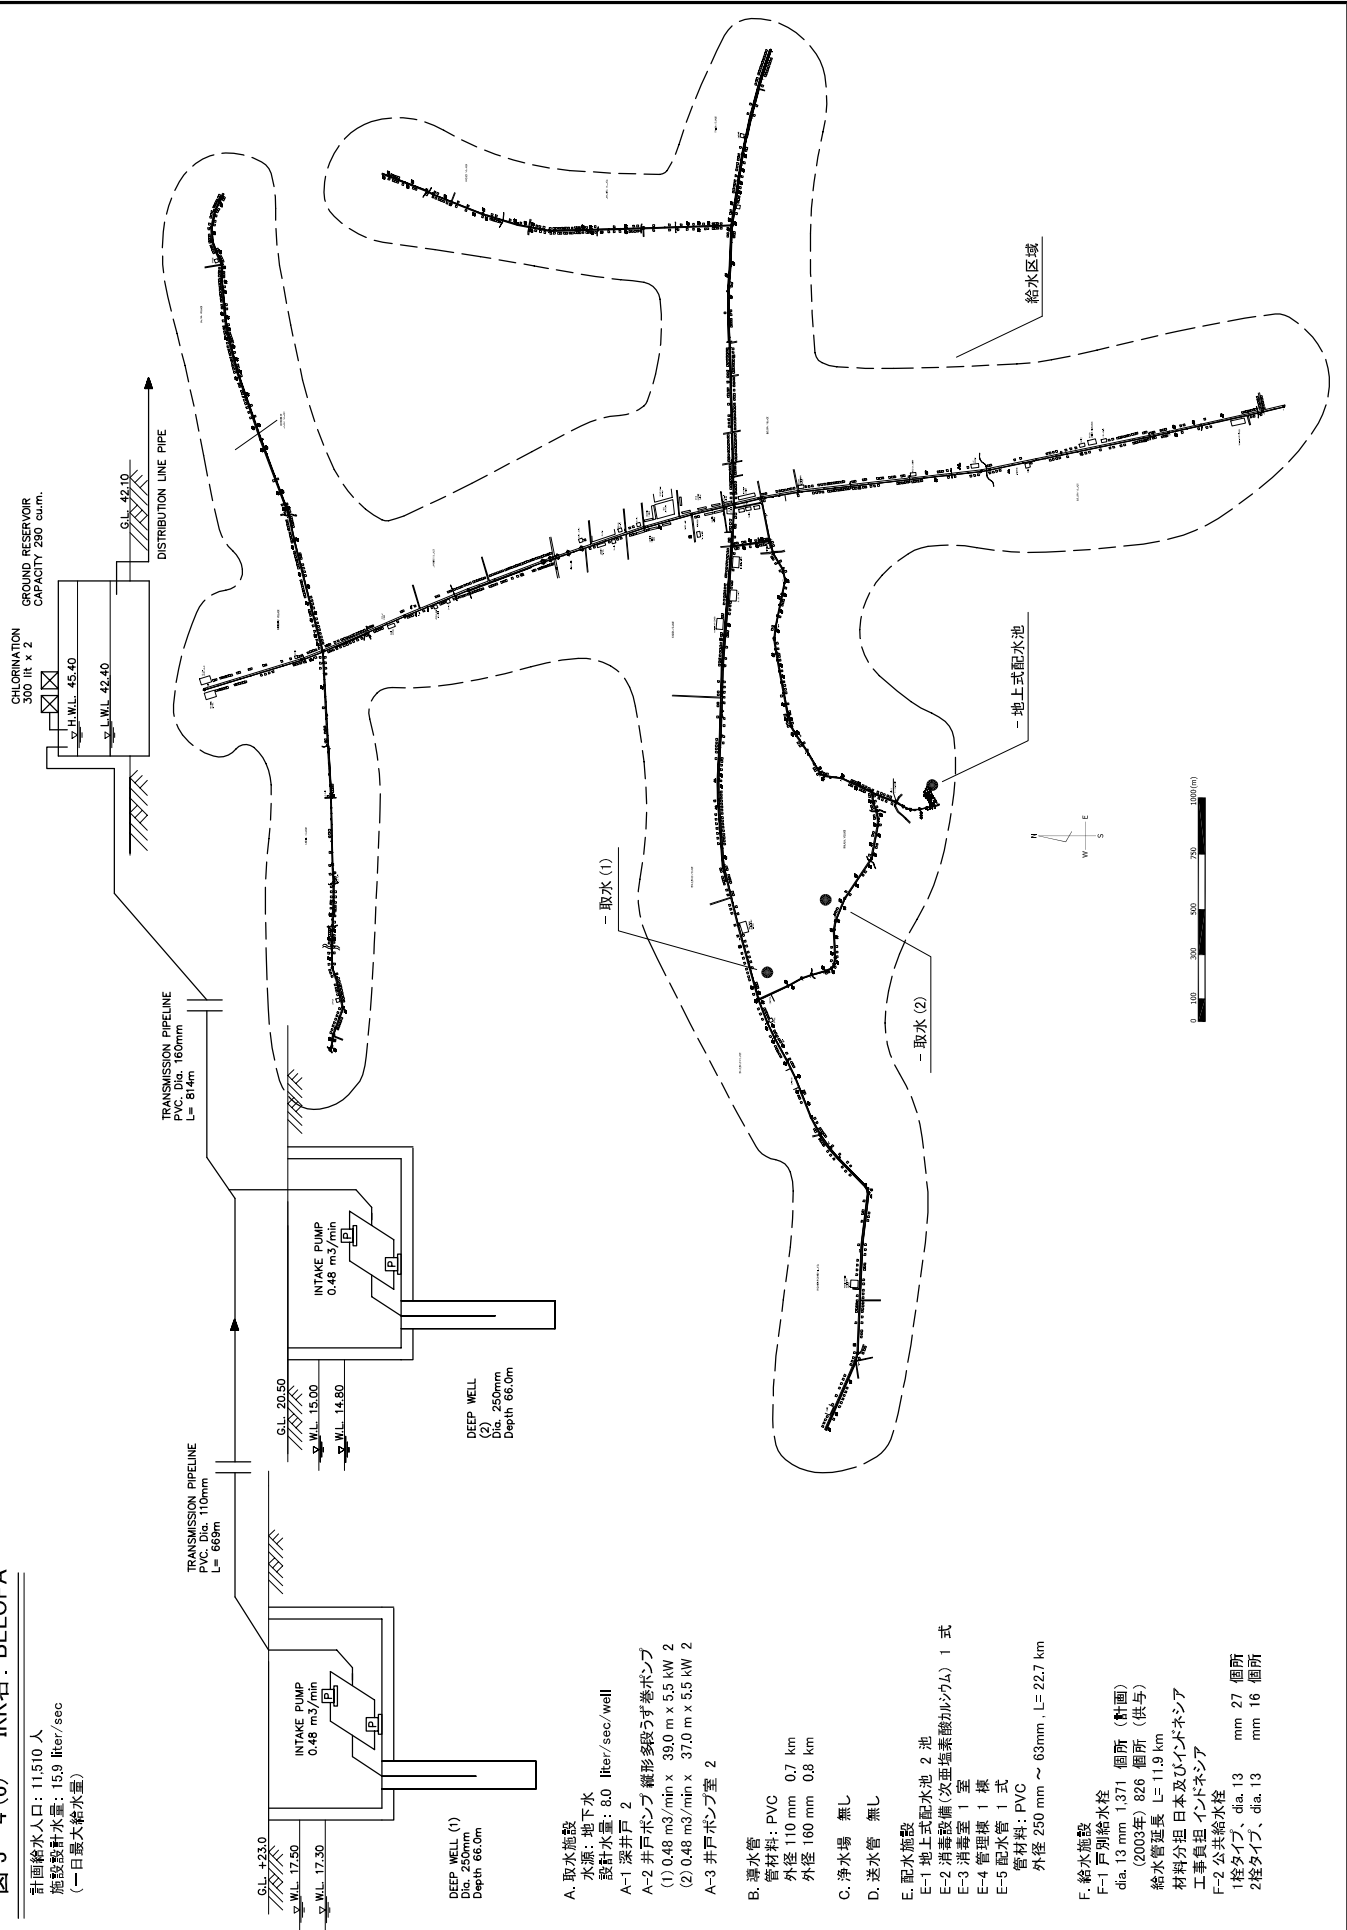 計画給水人口: 11,510 人
施設設計水量: 15.9 liter/sec
(一日最大給水量)
G.L. +23.0
W.L. 17.50
W.L. 17.30
INTAKE PUMP
0.48 m3/min
P
P
DEEP WELL (1)
Dia. 250mm
Depth 66.0m
TRANSMISSION PIPELINE
PVC. Dia. 110mm
L= 669m
G.L. 20.50
W.L. 15.00
W.L. 14.80
INTAKE PUMP
0.48 m3/min
P
P
DEEP WELL
(2)
Dia. 250mm
Depth 66.0m
TRANSMISSION PIPELINE
PVC. Dia. 160mm
L= 814m
CHLORINATION
300 lit x 2
GROUND RESERVOIR
CAPACITY 290 cu.m.
H.W.L. 45.40
L.W.L 42.40
G.L. 42.10
DISTRIBUTION LINE PIPE
A. 取水施設
水源: 地下水
設計水量: 8.0 liter/sec/well
A-1 深井戸 2
A-2 井戸ポンプ 縦形多段うず巻ポンプ
(1) 0.48 m3/min x 39.0 m x 5.5 kW 2
(2) 0.48 m3/min x 37.0 m x 5.5 kW 2
A-3 井戸ポンプ室 2
B. 導水管
管材料: PVC
外径 110 mm 0.7 km
外径 160 mm 0.8 km
C. 浄水場 無し
D. 送水管 無し
E. 配水施設
E-1 地上式配水池 2 池
E-2 消毒設備(次亜塩素酸カルシウム) 1 式
E-3 消毒室 1 室
E-4 管理棟 1 棟
E-5 配水管 1 式
管材料: PVC
外径 250 mm ~ 63mm , L= 22.7 km
F. 給水施設
F-1 戸別給水栓
dia. 13 mm 1,371 個所 (計画)
(2003年) 826 個所 (供与)
給水管延長 L= 11.9 km
材料分担 日本及びインドネシア
工事負担 インドネシア
F-2 公共給水栓
1栓タイプ、dia. 13 mm 27 個所
2栓タイプ、dia. 13 mm 16 個所
- 取水 (1)
- 取水 (2)
- 地上式配水池
給水区域
N
W
E
S
0 100 300 500 750 1000 (m)